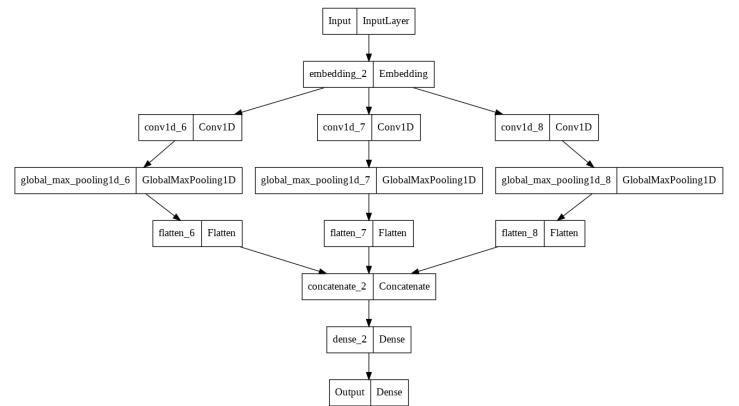 Input InputLayer
embedding_2 Embedding
conv1d_6 Conv1D conv1d_7 Conv1D conv1d_8 Conv1D
global_max_pooling1d_6 GlobalMaxPooling1D global_max_pooling1d_7 GlobalMaxPooling1D global_max_pooling1d_8 GlobalMaxPooling1D
flatten_6 Flatten flatten_7 Flatten flatten_8 Flatten
concatenate_2 Concatenate
dense_2 Dense
Output Dense